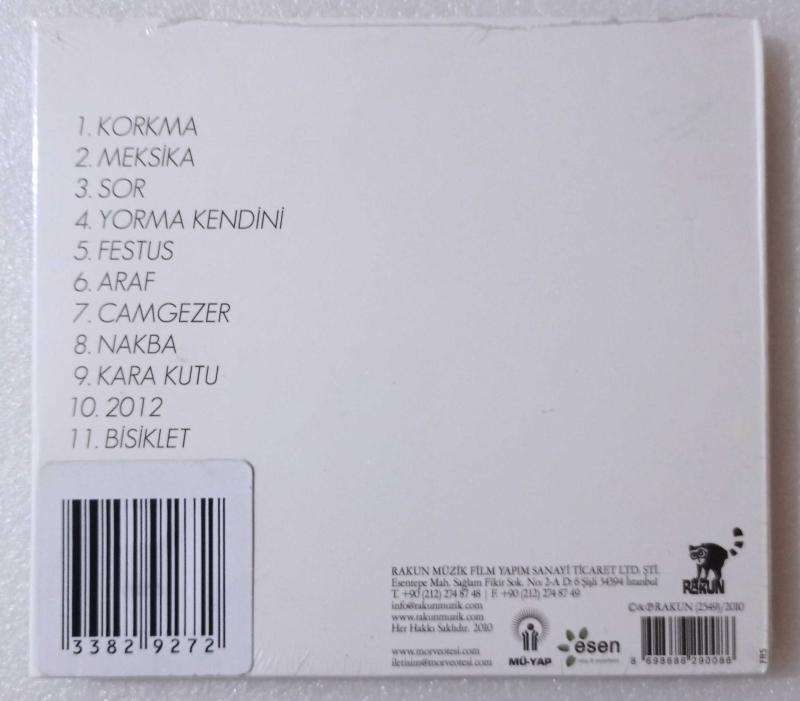 1. KORKMA
2. MEKSİKA
3. SOR
4. YORMA KENDİNİ
5. FESTUS
6. ARAF
7. CAMGEZER
8. NAKBA
9. KARA KUTU
10. 2012
11. BİSİKLET
33829272
RAKUN MÜZİK FİLM YAPIM SANAYİ TİCARET LTD. ŞTİ.
Esentepe Mah. Sağlam Fikir Sok. No: 2-A D: 6 Şişli 34394 İstanbul
T. +90 (212) 274 87 48 | F. +90 (212) 274 87 49
info@rakunmuzik.com
www.rakunmuzik.com
Her Hakkı Saklıdır. 2010
www.morveotesi.com
iletisim@morveotesi.com
MÜ-YAP
esen
RAKUN
©&℗RAKUN (2549)/2010
8 698686 290086
FRS